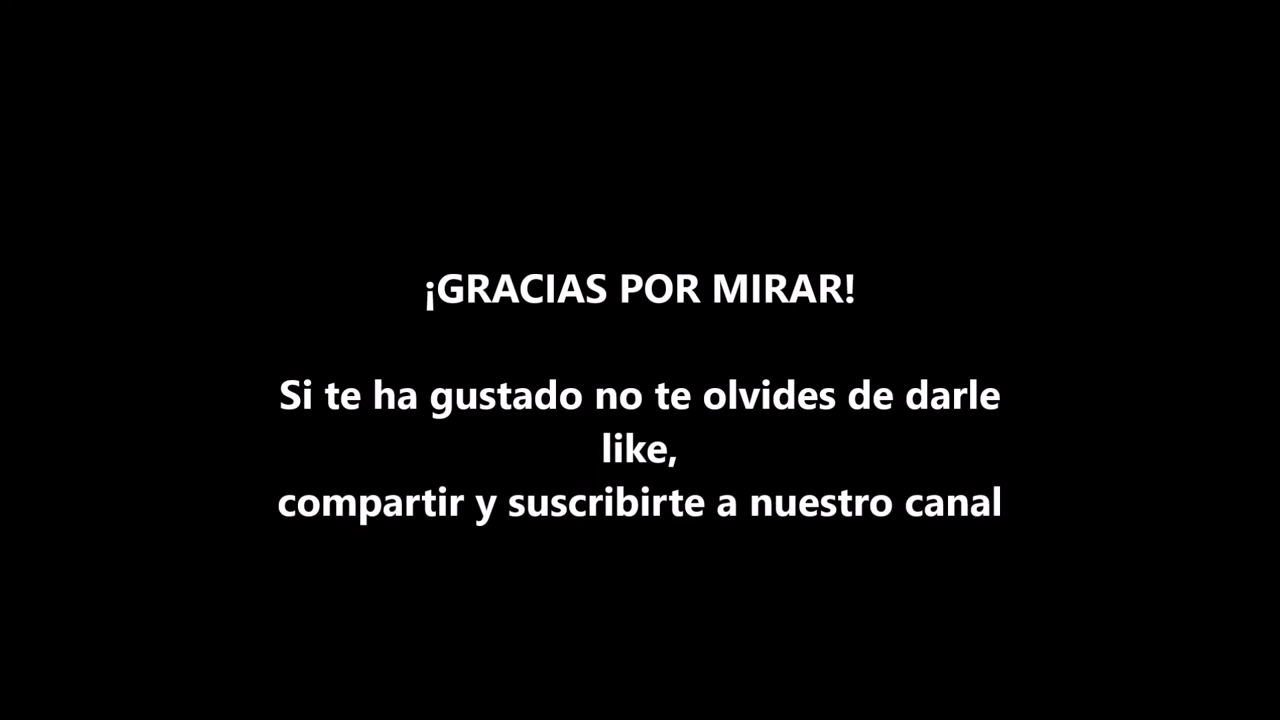 ¡GRACIAS POR MIRAR!
Si te ha gustado no te olvides de darle
like,
compartir y suscribirte a nuestro canal